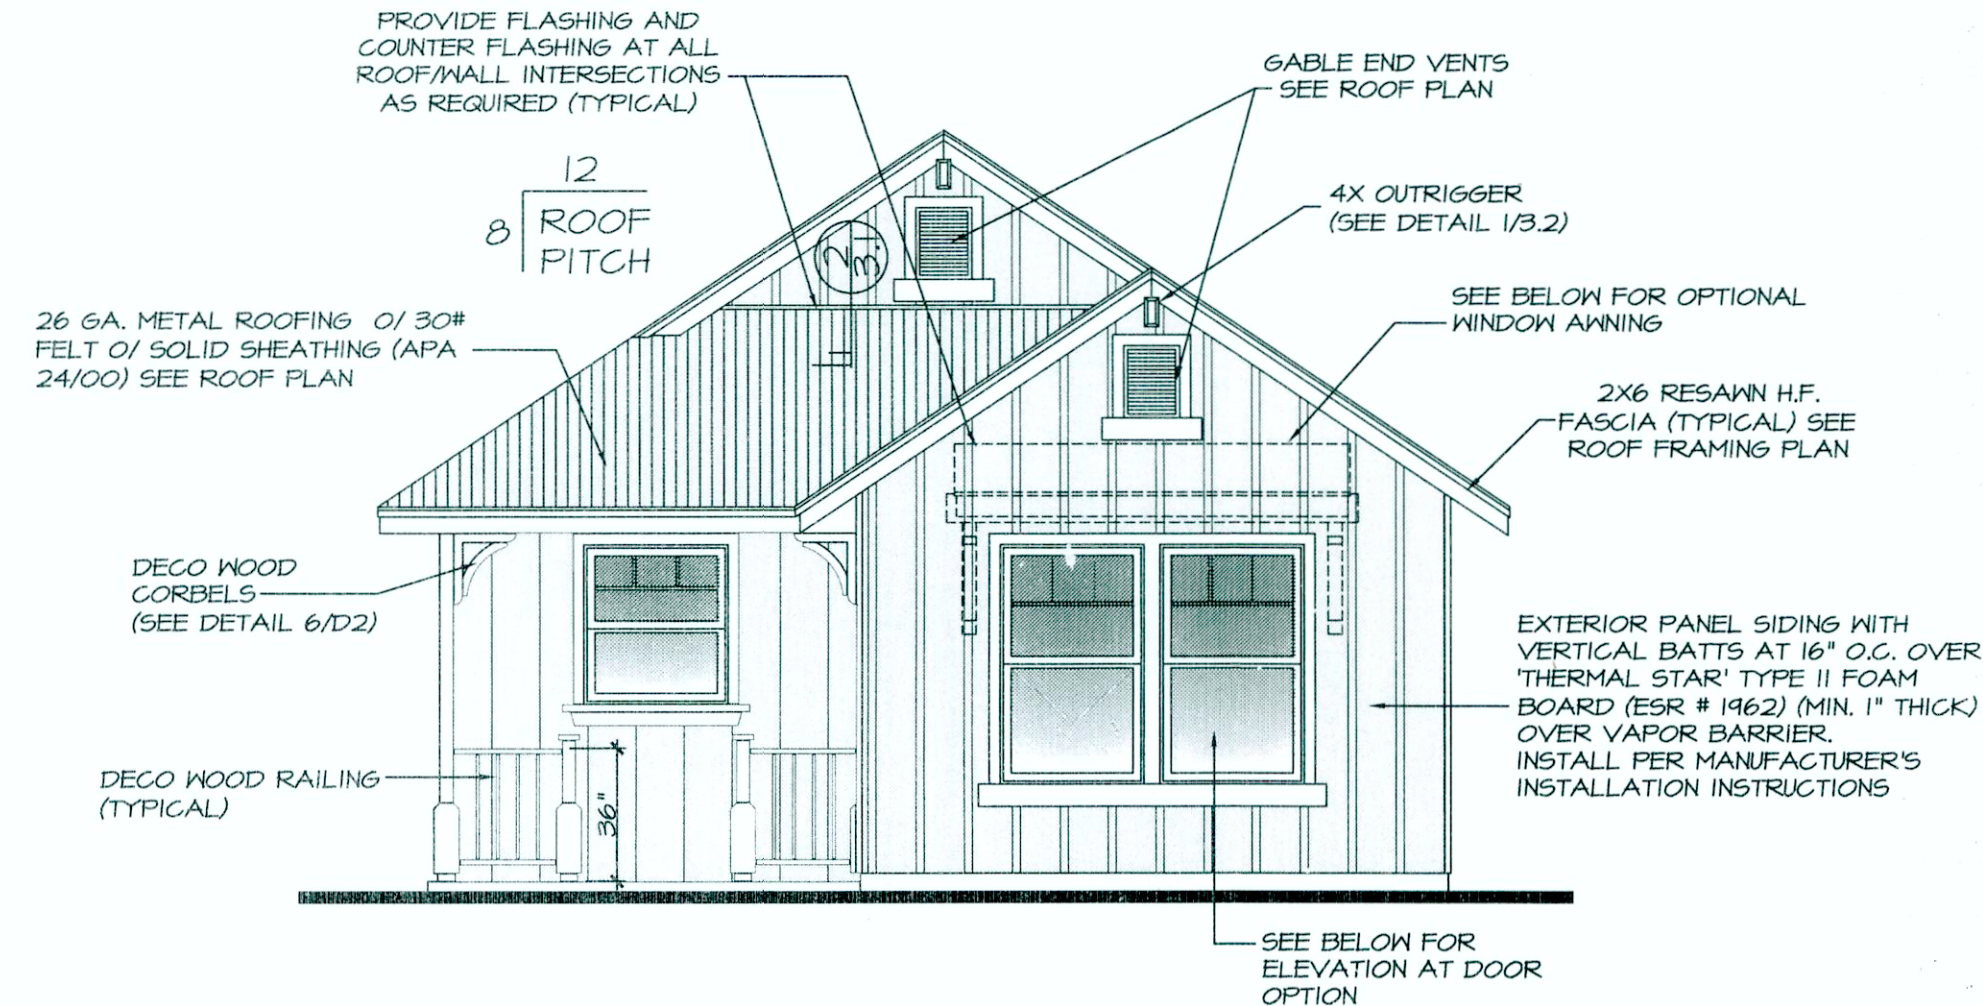 PROVIDE FLASHING AND
COUNTER FLASHING AT ALL
ROOF/WALL INTERSECTIONS
AS REQUIRED (TYPICAL)
GABLE END VENTS
SEE ROOF PLAN
12
8
ROOF
PITCH
2
3.1
4X OUTRIGGER
(SEE DETAIL 1/3.2)
SEE BELOW FOR OPTIONAL
WINDOW AWNING
26 GA. METAL ROOFING O/ 30#
FELT O/ SOLID SHEATHING (APA
24/00) SEE ROOF PLAN
2X6 RESAWN H.F.
FASCIA (TYPICAL) SEE
ROOF FRAMING PLAN
DECO WOOD
CORBELS
(SEE DETAIL 6/D2)
EXTERIOR PANEL SIDING WITH
VERTICAL BATTS AT 16" O.C. OVER
'THERMAL STAR' TYPE II FOAM
BOARD (ESR # 1962) (MIN. 1" THICK)
OVER VAPOR BARRIER.
INSTALL PER MANUFACTURER'S
INSTALLATION INSTRUCTIONS
DECO WOOD RAILING
(TYPICAL)
36"
SEE BELOW FOR
ELEVATION AT DOOR
OPTION